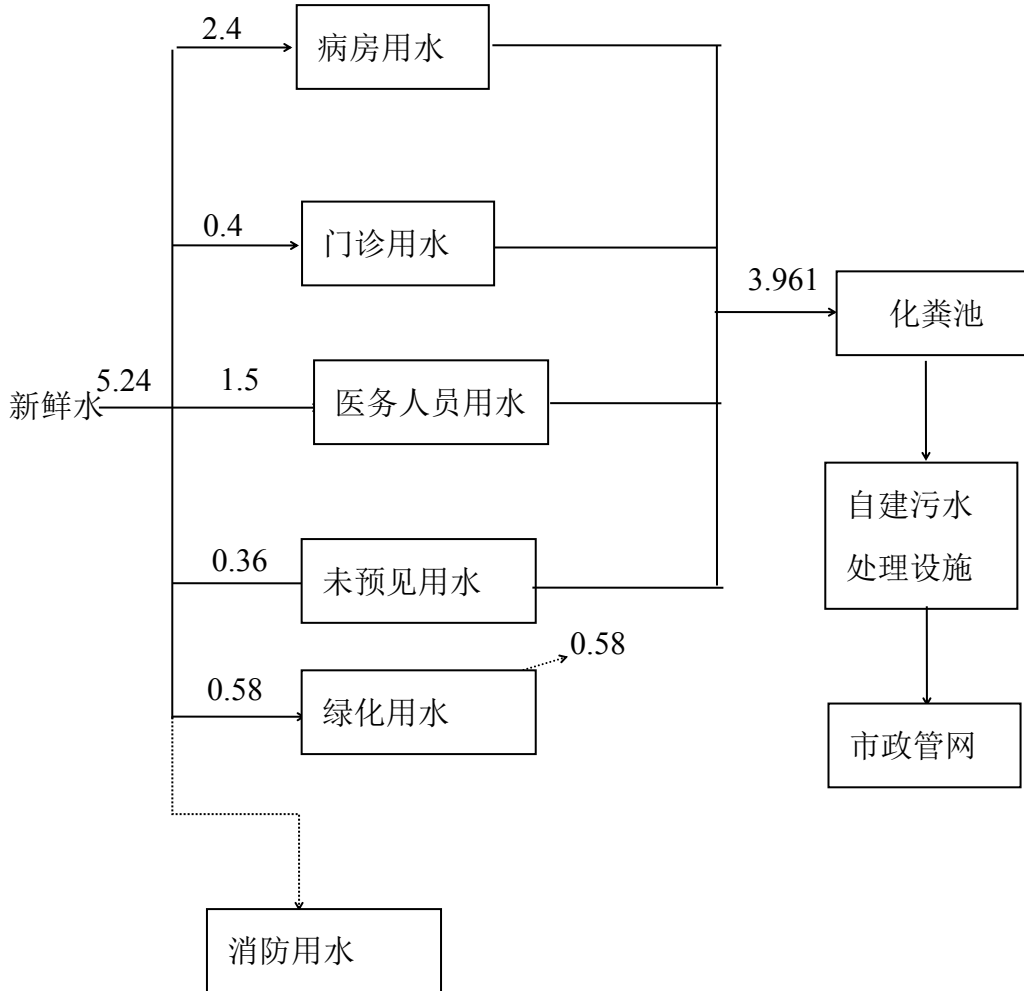 2.4
病房用水
0.4
门诊用水
3.961
化粪池
新鲜水
5.24
1.5
医务人员用水
自建污水
处理设施
0.36
未预见用水
0.58
0.58
绿化用水
市政管网
消防用水